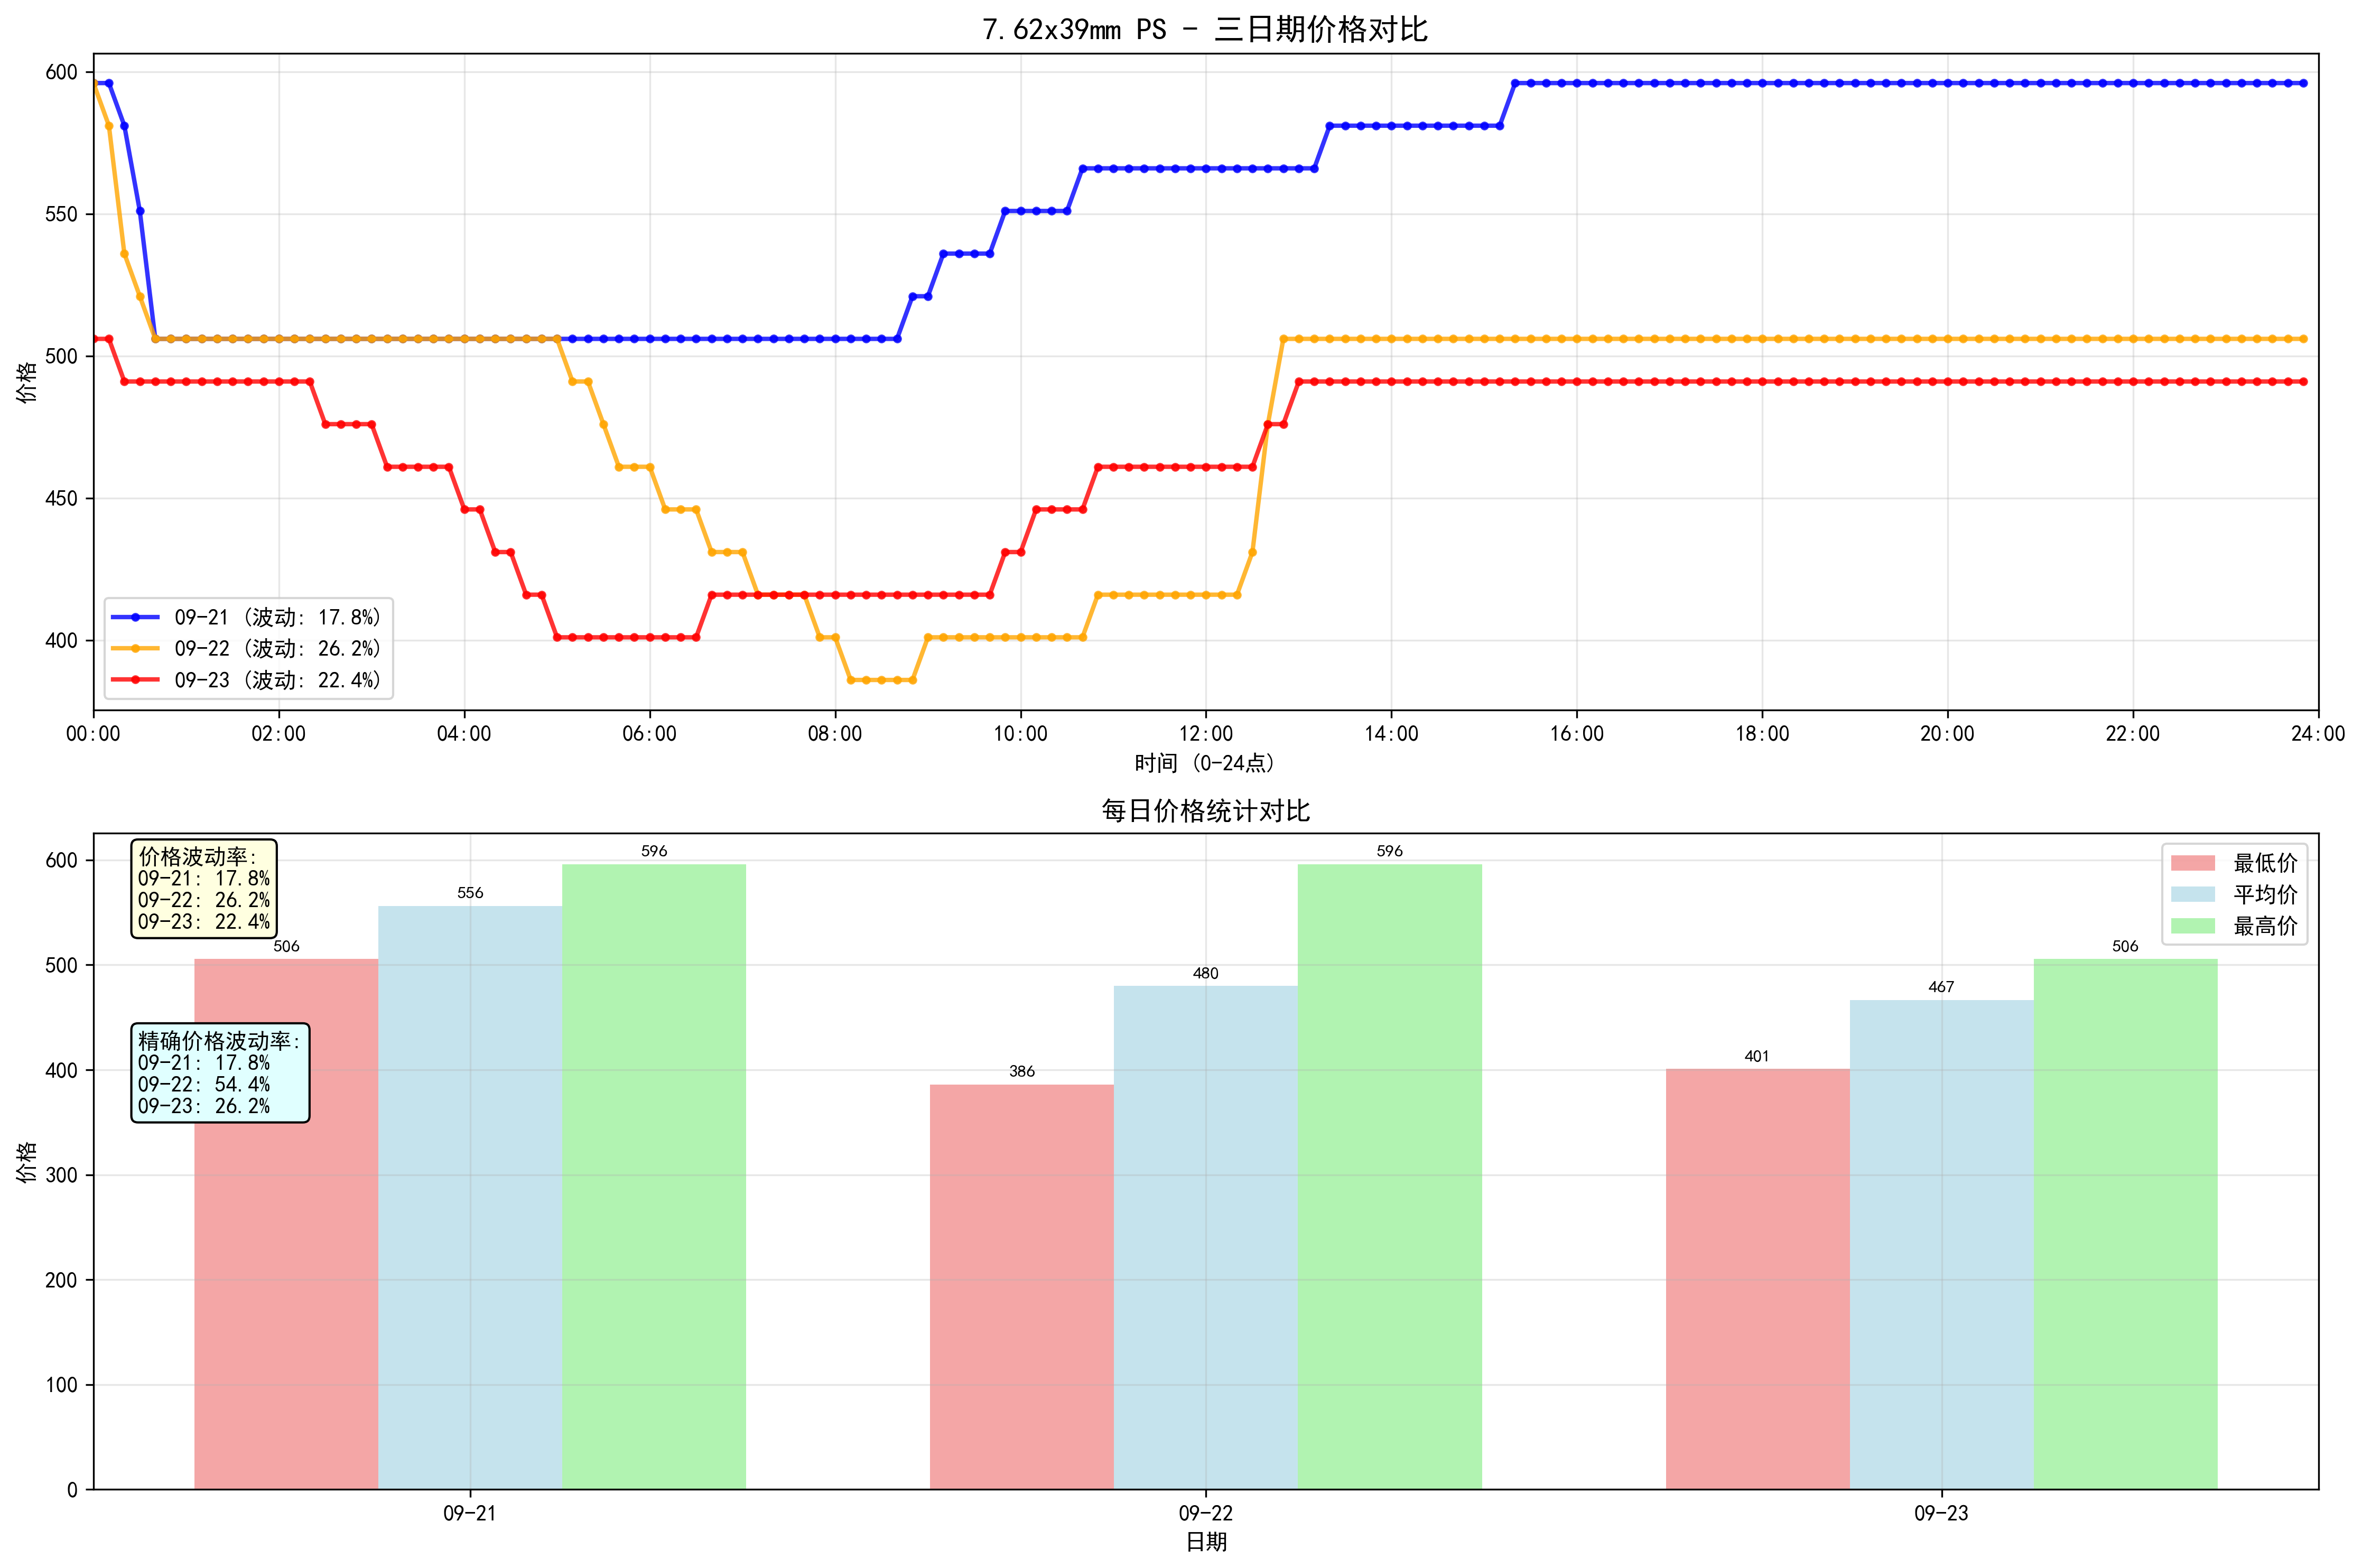 7.62x39mm PS - 三日期价格对比
600
550
500
450
400
价格
09-21 (波动: 17.8%)
09-22 (波动: 26.2%)
09-23 (波动: 22.4%)
00:00 02:00 04:00 06:00 08:00 10:00 12:00 14:00 16:00 18:00 20:00 22:00 24:00
时间 (0-24点)
每日价格统计对比
600
500
400
300
200
100
0
价格
价格波动率:
09-21: 17.8%
09-22: 26.2%
09-23: 22.4%
精确价格波动率:
09-21: 17.8%
09-22: 54.4%
09-23: 26.2%
506
556
596
386
480
596
401
467
506
最低价
平均价
最高价
09-21 09-22 09-23
日期